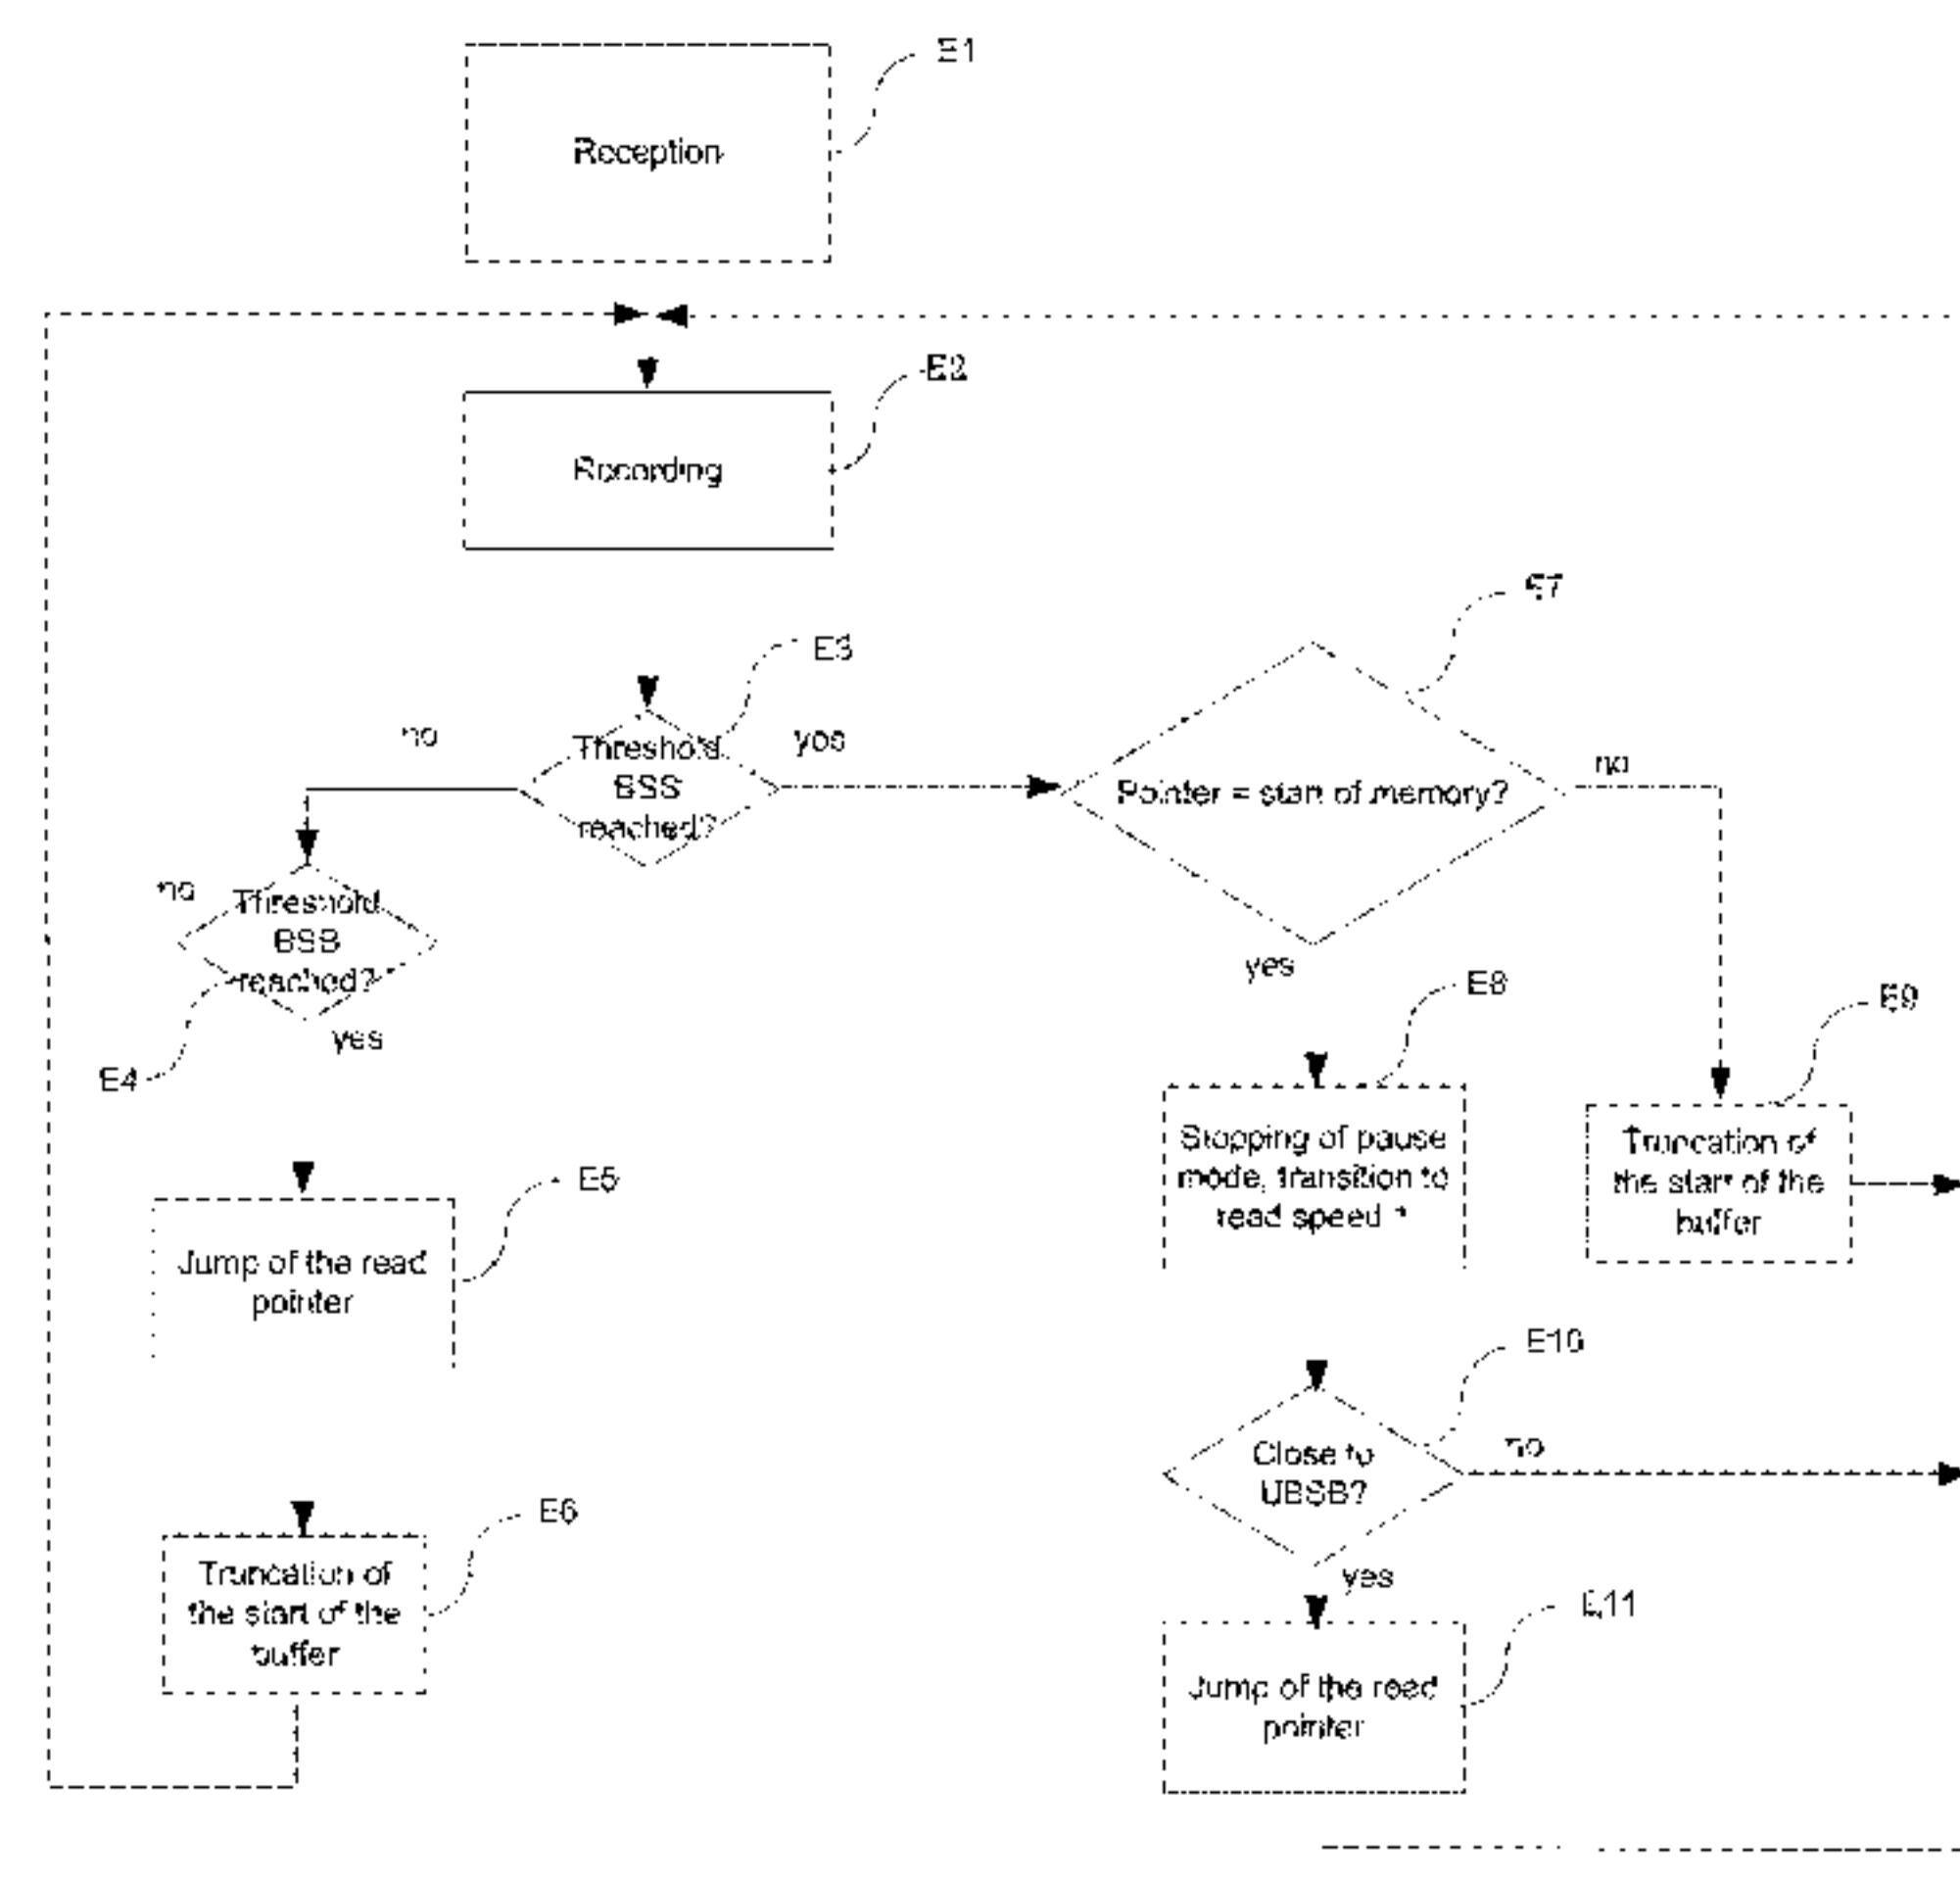 E1
Reception
E2
Recording
E7
E3
no
Threshold
BSS
reached?
yes
Pointer = start of memory?
no
no
Threshold
BSB
reached?
yes
E4
yes
E8
E9
Stopping of pause
mode, transition to
read speed
Truncation of
the start of the
buffer
E5
Jump of the read
pointer
E10
Close to
UBSB?
no
yes
E6
Truncation of
the start of the
buffer
E11
Jump of the read
pointer